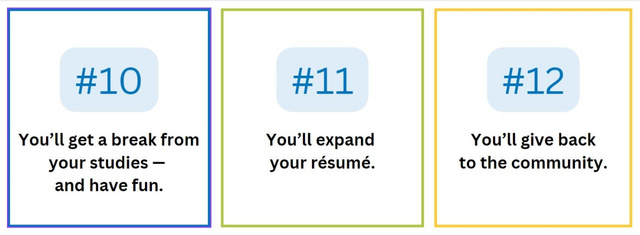 #10
You’ll get a break from
your studies —
and have fun.
#11
You’ll expand
your résumé.
#12
You’ll give back
to the community.